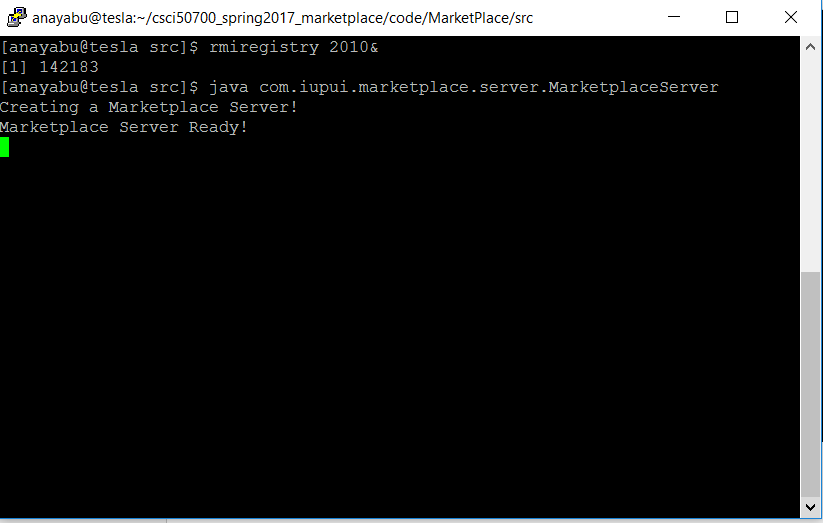 anayabu@tesla:~/csci50700_spring2017_marketplace/code/MarketPlace/src
[anayabu@tesla src]$ rmiregistry 2010&
[1] 142183
[anayabu@tesla src]$ java com.iupui.marketplace.server.MarketplaceServer
Creating a Marketplace Server!
Marketplace Server Ready!